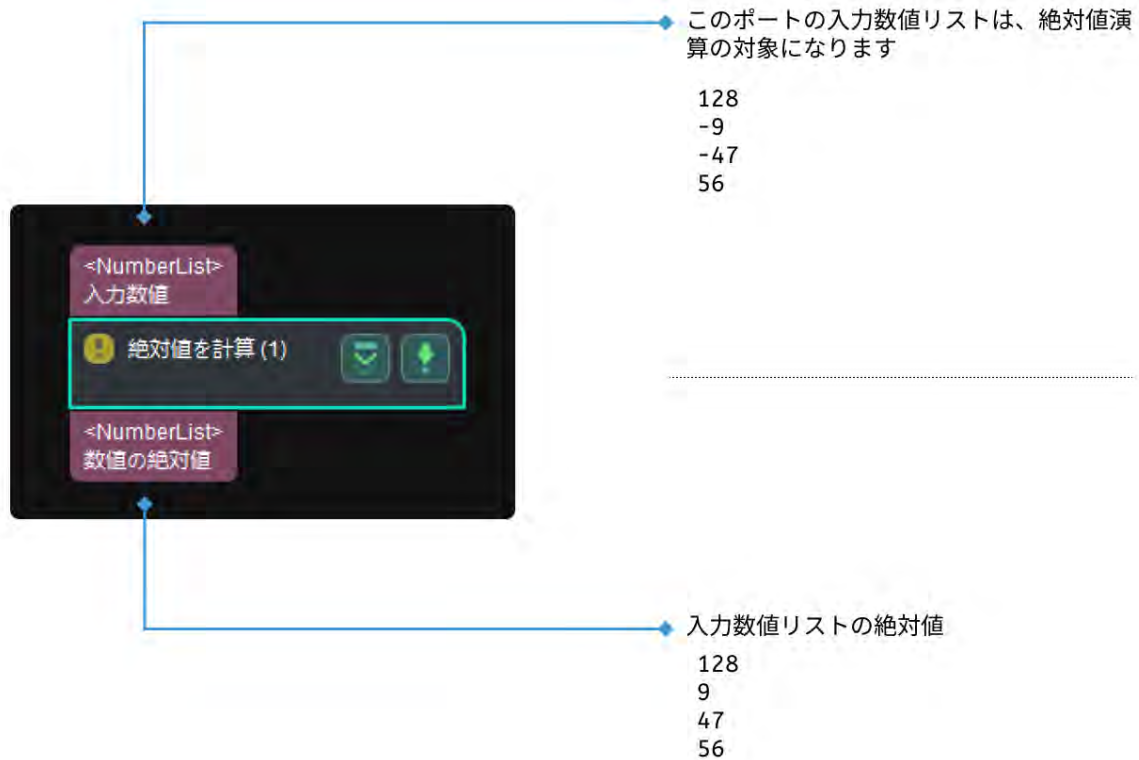 このポートの入力数値リストは、絶対値演
算の対象になります
128
-9
-47
56
<NumberList>
入力数値
絶対値を計算 (1)
<NumberList>
数値の絶対値
入力数値リストの絶対値
128
9
47
56